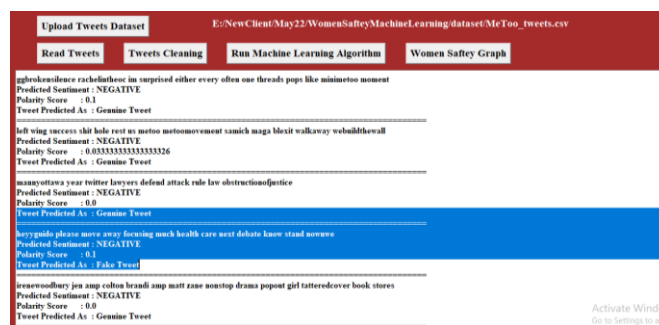 Upload Tweets Dataset
E:/NewClient/May22/WomenSafteyMachineLearning/dataset/MeToo_tweets.csv
Read Tweets
Tweets Cleaning
Run Machine Learning Algorithm
Women Saftey Graph
ggbrokensilence rachelintheoc im surprised either every often one threads pops like minimetoo moment
Predicted Sentiment : NEGATIVE
Polarity Score : 0.1
Tweet Predicted As : Genuine Tweet
left wing success shit hole rest us metoo metoomovement samich maga blexit walkaway webuildthewall
Predicted Sentiment : NEGATIVE
Polarity Score : 0.033333333333333326
Tweet Predicted As : Genuine Tweet
mannyottawa year twitter lawyers defend attack rule law obstructionofjustice
Predicted Sentiment : NEGATIVE
Polarity Score : 0.0
Tweet Predicted As : Genuine Tweet
heyyguido please move away focusing much health care next debate know stand nowuwe
Predicted Sentiment : NEGATIVE
Polarity Score : 0.1
Tweet Predicted As : Fake Tweet
irenewoodbury jen amp colton brandi amp matt zane nonstop drama popout girl tatteredcover book stores
Predicted Sentiment : NEGATIVE
Polarity Score : 0.0
Tweet Predicted As : Genuine Tweet
Activate Wind
Go to Settings to a